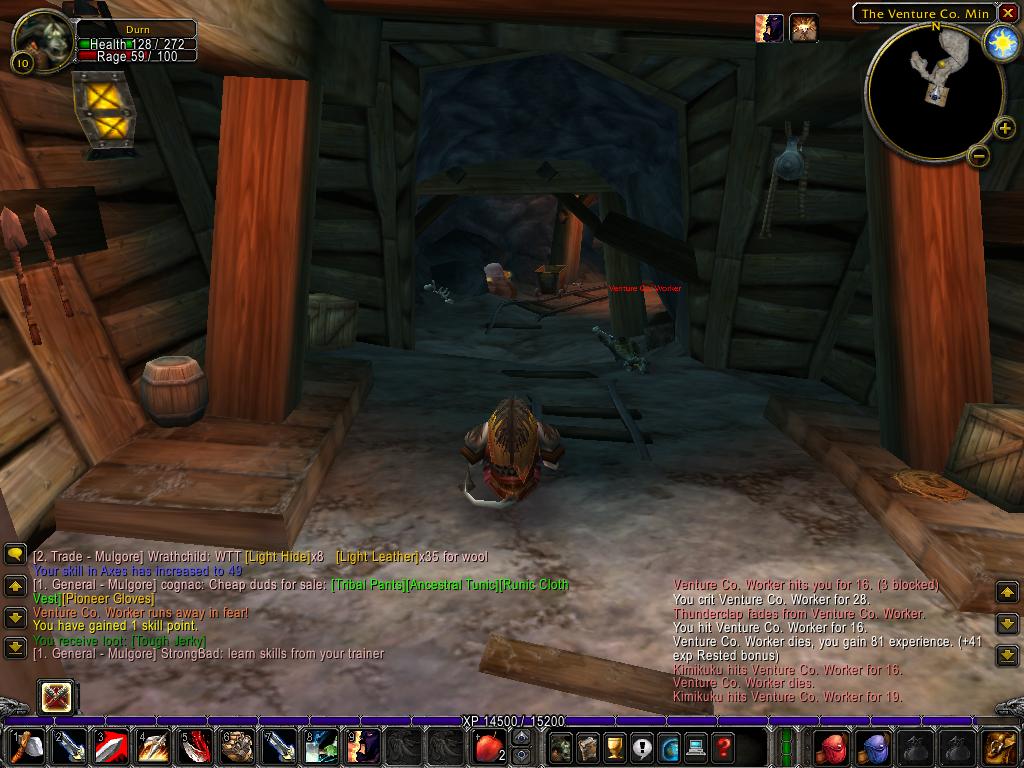 Durn
Health 128 / 272
Rage 59 / 100
10
The Venture Co. Min
N
Venture Co. Worker
[2. Trade - Mulgore] Wrathchild: WTT [Light Hide]x8 [Light Leather]x35 for wool
Your skill in Axes has increased to 49
[1. General - Mulgore] cognac: Cheap duds for sale: [Tribal Pants][Ancestral Tunic][Runic Cloth
Vest][Pioneer Gloves]
Venture Co. Worker runs away in fear!
You have gained 1 skill point.
You receive loot: [Tough Jerky]
[1. General - Mulgore] StrongBad: learn skills from your trainer
Venture Co. Worker hits you for 16. (3 blocked)
You crit Venture Co. Worker for 28.
Thunderclap fades from Venture Co. Worker.
You hit Venture Co. Worker for 16.
Venture Co. Worker dies, you gain 81 experience. (+41
exp Rested bonus)
Kimikuku hits Venture Co. Worker for 16.
Venture Co. Worker dies.
Kimikuku hits Venture Co. Worker for 19.
XP 14500 / 15200
1 2 3 4 5 6 7 8 9 2